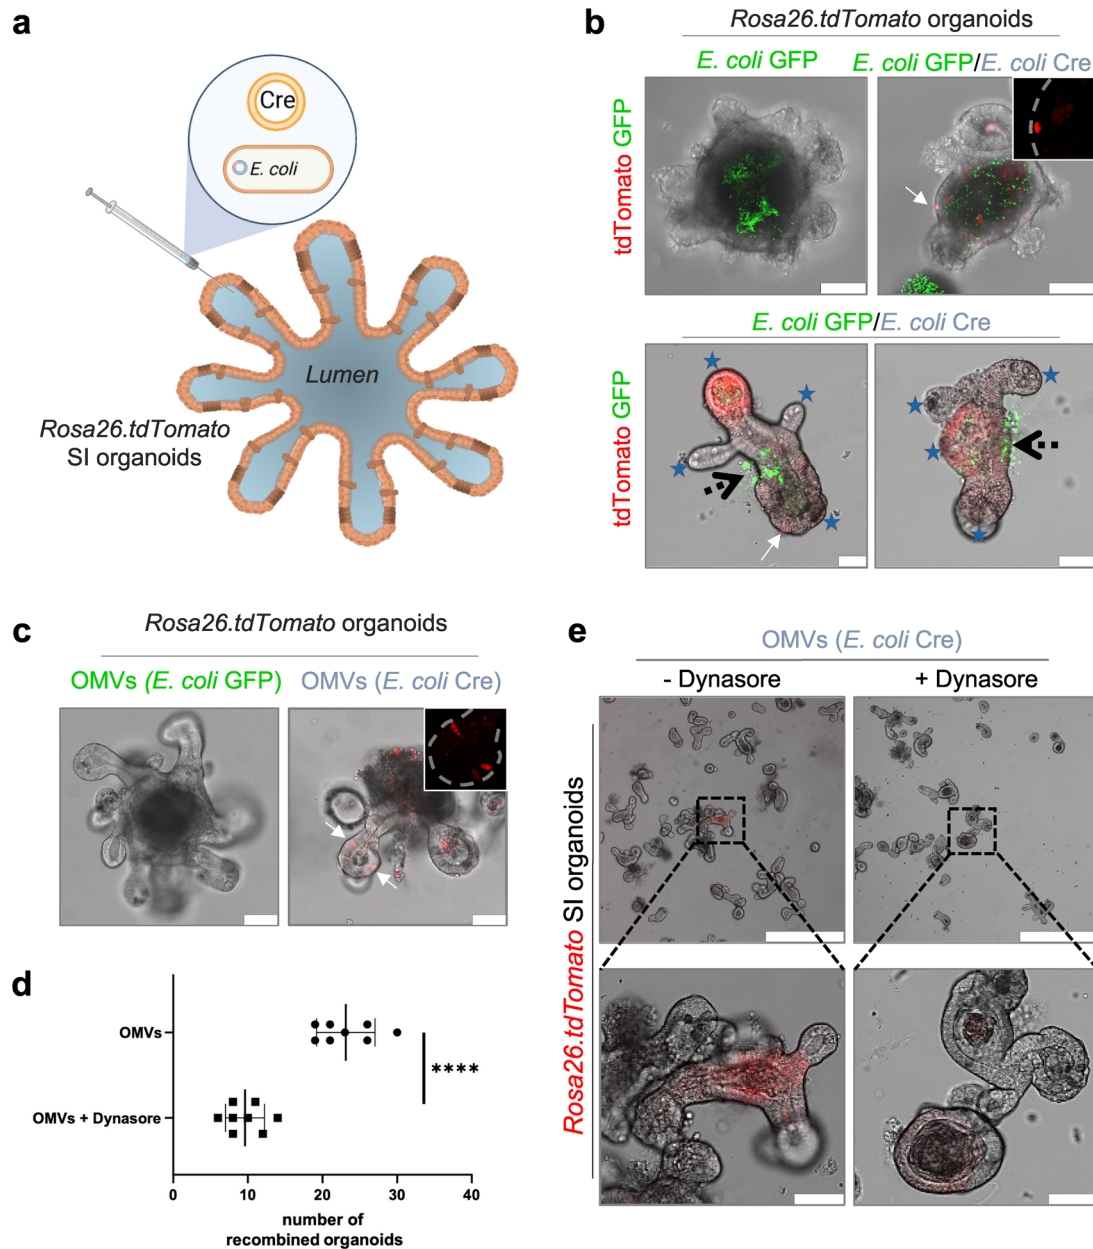 a
Cre
E. coli
Lumen
Rosa26.tdTomato
SI organoids
b
Rosa26.tdTomato organoids
E. coli GFP
E. coli GFP/E. coli Cre
tdTomato GFP
E. coli GFP/E. coli Cre
tdTomato GFP
c
Rosa26.tdTomato organoids
OMVs (E. coli GFP)
OMVs (E. coli Cre)
d
OMVs
OMVs + Dynasore
****
0
10
20
30
40
number of
recombined organoids
e
OMVs (E. coli Cre)
- Dynasore
+ Dynasore
Rosa26.tdTomato SI organoids